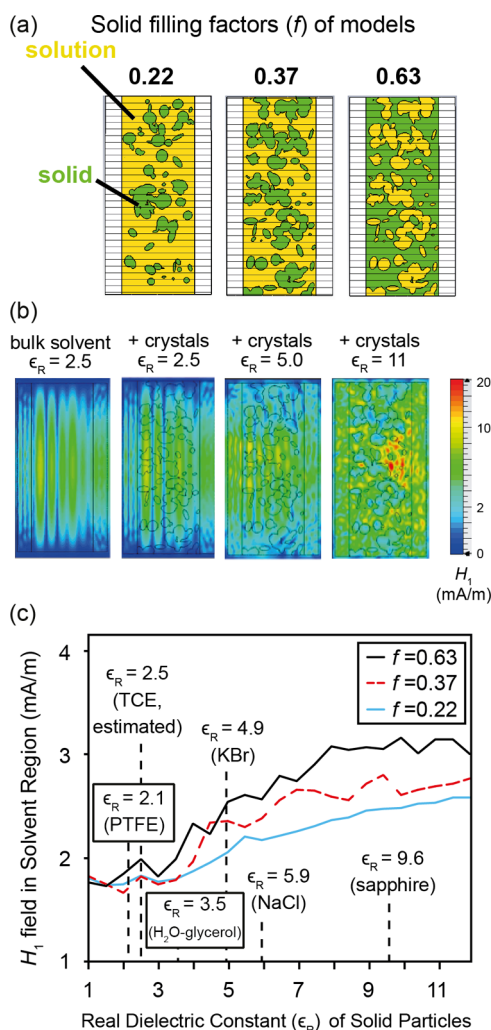 (a) Solid filling factors (f) of models
solution
0.22 0.37 0.63
solid
(b)
bulk solvent + crystals + crystals + crystals
ϵR = 2.5 ϵR = 2.5 ϵR = 5.0 ϵR = 11
20
10
2
0
H1
(mA/m)
(c)
H1 field in Solvent Region (mA/m)
4
3
2
1
ϵR = 2.5
(TCE,
estimated)
ϵR = 4.9
(KBr)
ϵR = 2.1
(PTFE)
ϵR = 3.5
(H2O-glycerol)
ϵR = 5.9
(NaCl)
ϵR = 9.6
(sapphire)
f=0.63
f=0.37
f=0.22
1 3 5 7 9 11
Real Dielectric Constant (ϵR) of Solid Particles